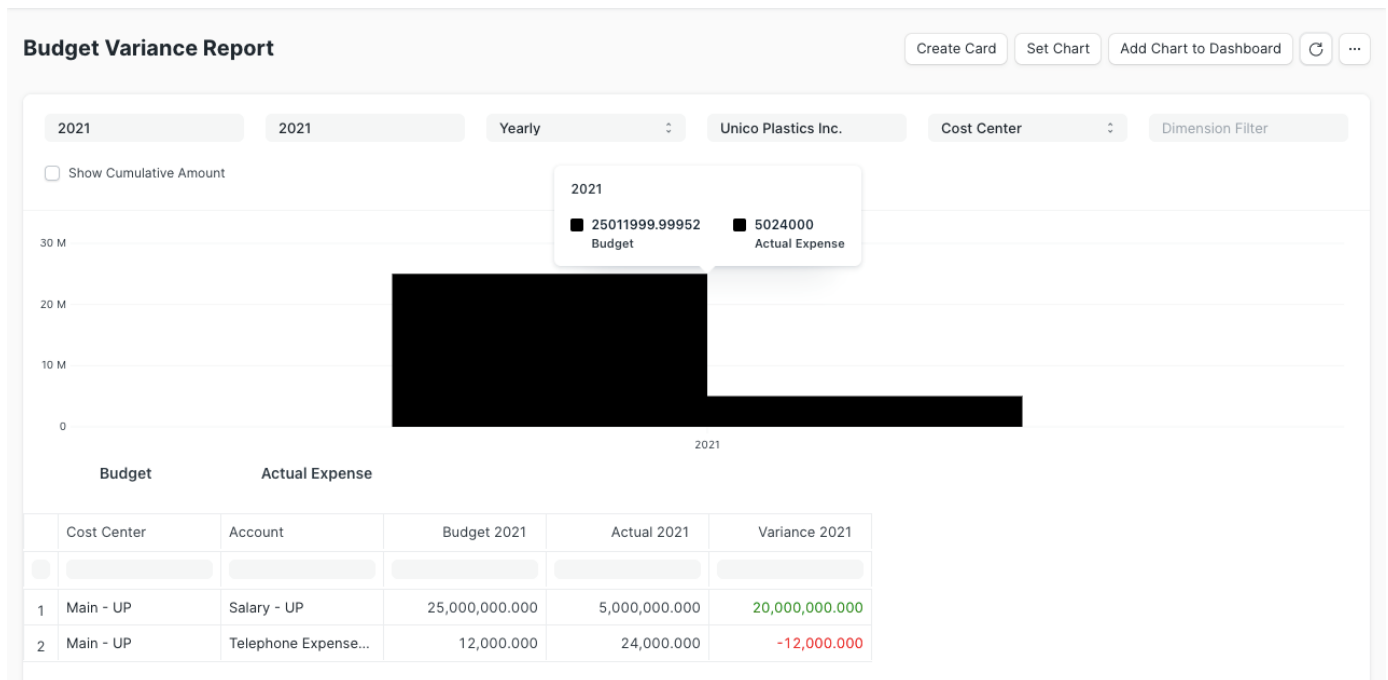 Budget Variance Report
Create Card
Set Chart
Add Chart to Dashboard
...
2021
2021
Yearly
Unico Plastics Inc.
Cost Center
Dimension Filter
Show Cumulative Amount
2021
25011999.99952 5024000
Budget Actual Expense
30 M
20 M
10 M
0
2021
Budget Actual Expense
Cost Center Account Budget 2021 Actual 2021 Variance 2021
1 Main - UP Salary - UP 25,000,000.000 5,000,000.000 20,000,000.000
2 Main - UP Telephone Expense... 12,000.000 24,000.000 -12,000.000